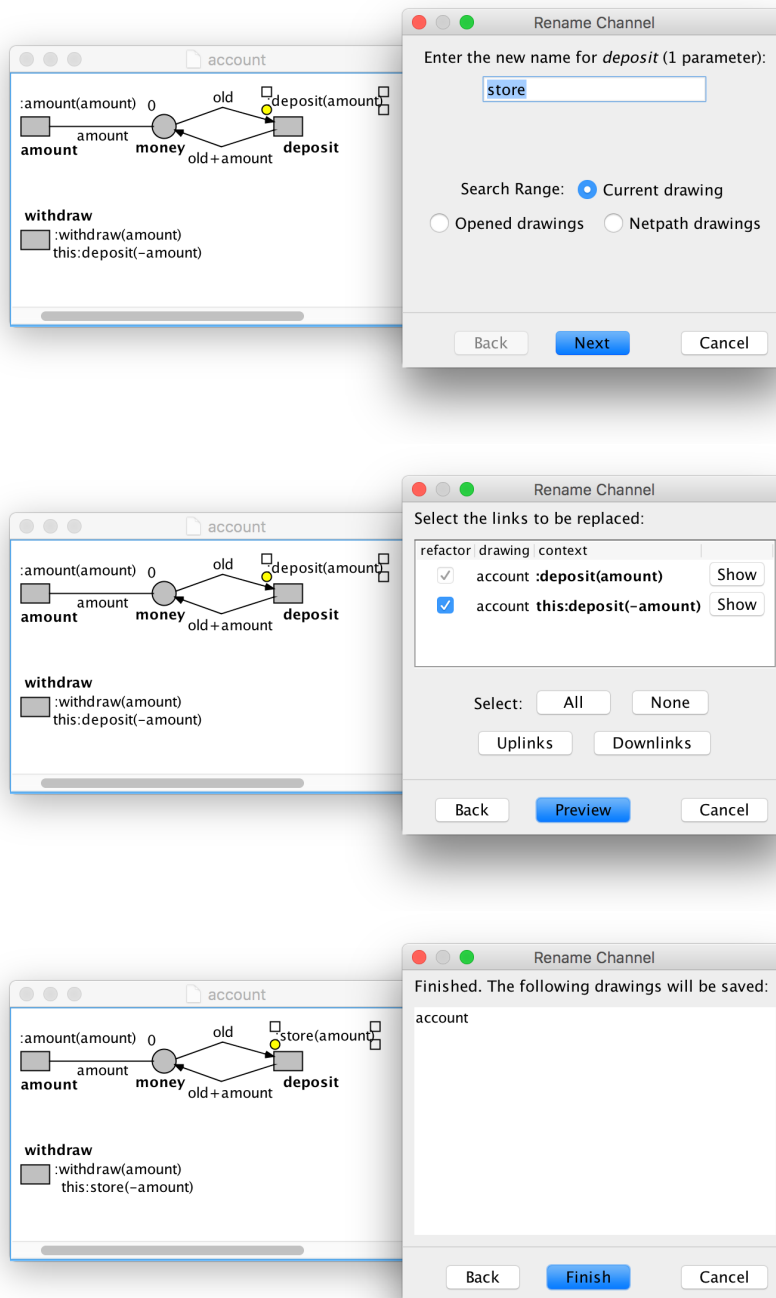 account
:amount(amount) 0 old :deposit(amount)
amount
amount money old+amount deposit
withdraw
:withdraw(amount)
this:deposit(-amount)
Rename Channel
Enter the new name for deposit (1 parameter):
store
Search Range: Current drawing
Opened drawings Netpath drawings
Back Next Cancel
account
:amount(amount) 0 old :deposit(amount)
amount
amount money old+amount deposit
withdraw
:withdraw(amount)
this:deposit(-amount)
Rename Channel
Select the links to be replaced:
refactor drawing context
account :deposit(amount) Show
account this:deposit(-amount) Show
Select: All None
Uplinks Downlinks
Back Preview Cancel
account
:amount(amount) 0 old :store(amount)
amount
amount money old+amount deposit
withdraw
:withdraw(amount)
this:store(-amount)
Rename Channel
Finished. The following drawings will be saved:
account
Back Finish Cancel